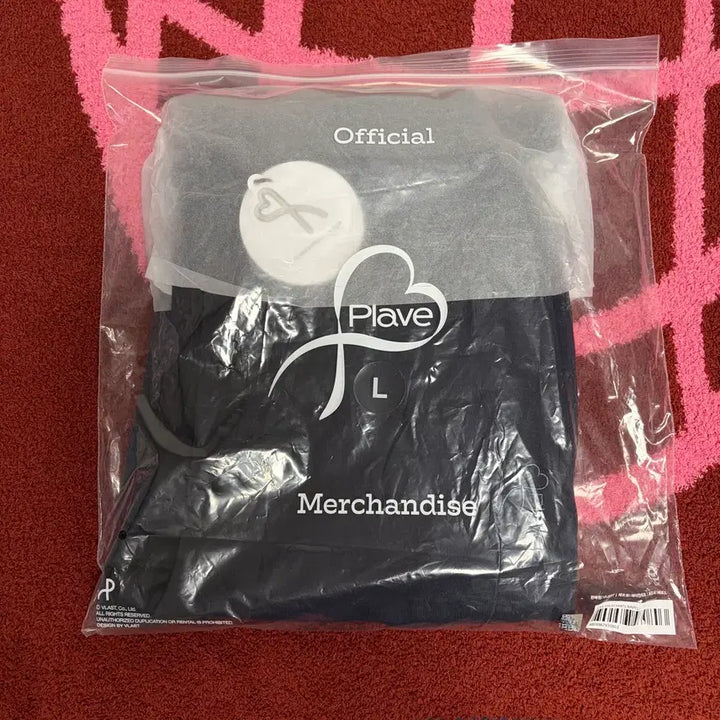 Official
Plave
L
Merchandise
© VLAST, Co., Ltd.
ALL RIGHTS RESERVED.
UNAUTHORIZED DUPLICATION OR RENTAL IS PROHIBITED.
DESIGN BY VLAST